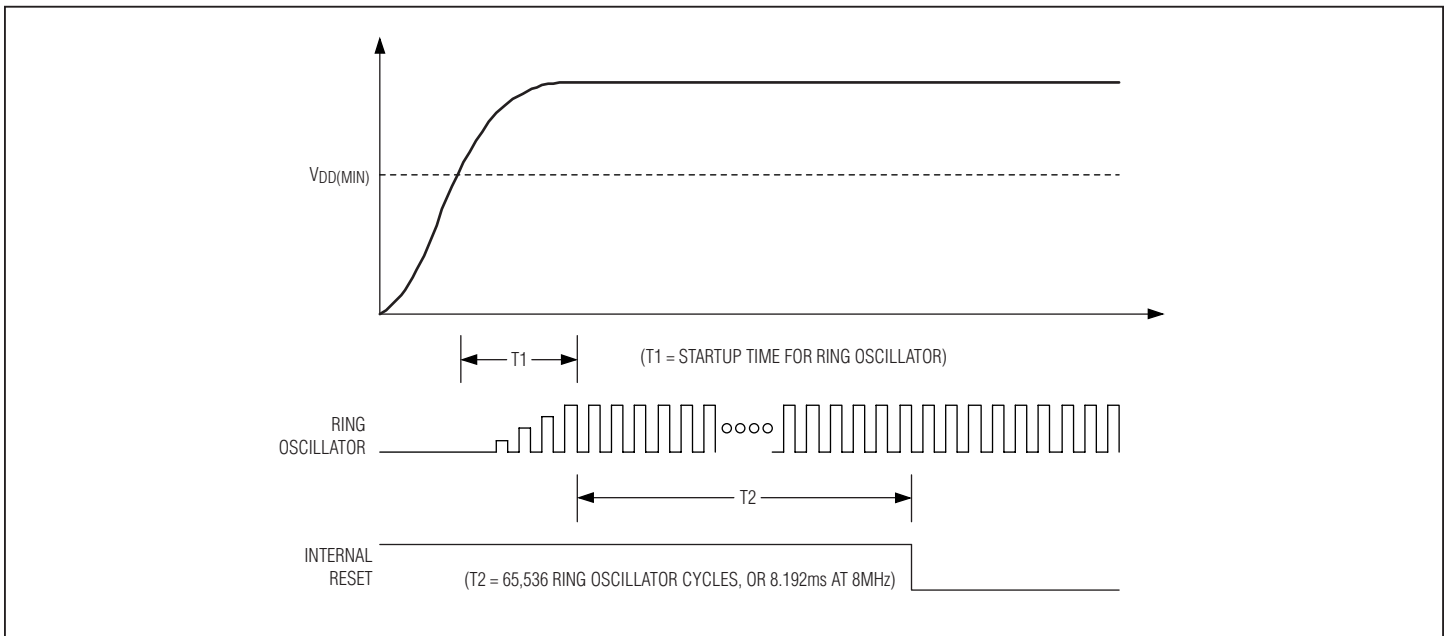 VDD(MIN)
T1
(T1 = STARTUP TIME FOR RING OSCILLATOR)
RING
OSCILLATOR
T2
INTERNAL
RESET
(T2 = 65,536 RING OSCILLATOR CYCLES, OR 8.192ms AT 8MHz)